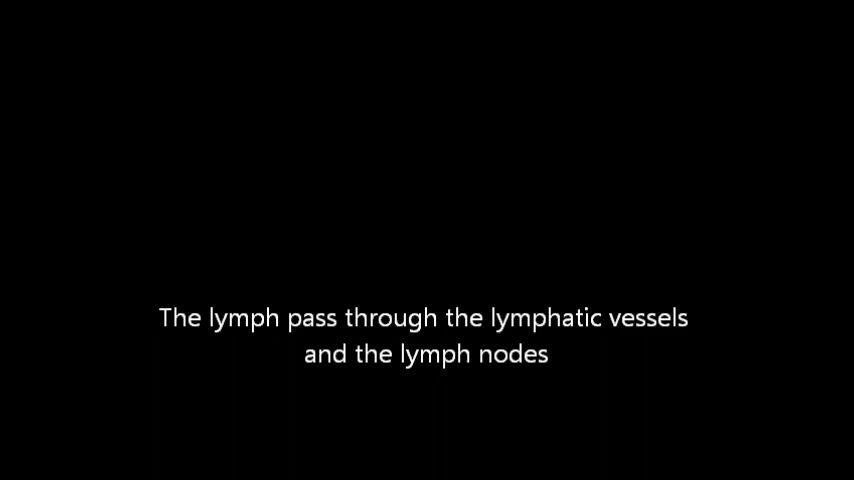 The lymph pass through the lymphatic vessels
and the lymph nodes